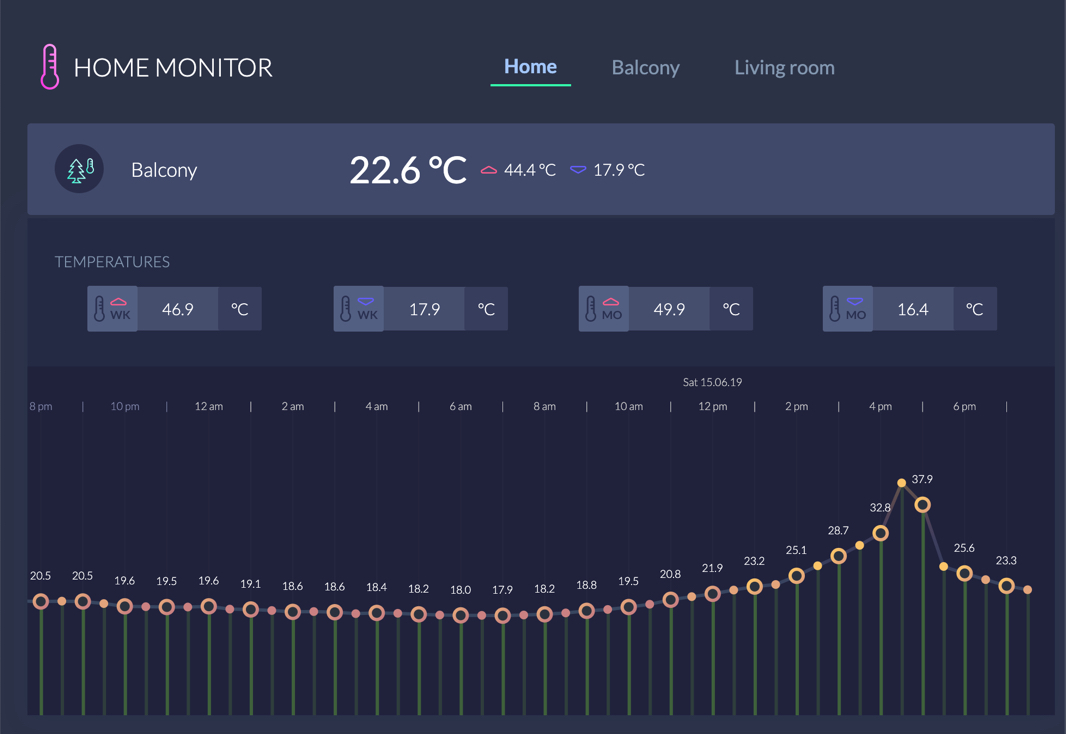 HOME MONITOR
Home Balcony Living room
Balcony 22.6 °C 44.4 °C 17.9 °C
TEMPERATURES
WK 46.9 °C WK 17.9 °C MO 49.9 °C MO 16.4 °C
Sat 15.06.19
8 pm | 10 pm | 12 am | 2 am | 4 am | 6 am | 8 am | 10 am | 12 pm | 2 pm | 4 pm | 6 pm |
20.5 20.5 19.6 19.5 19.6 19.1 18.6 18.6 18.4 18.2 18.0 17.9 18.2 18.8 19.5 20.8 21.9 23.2 25.1 28.7 32.8 37.9 25.6 23.3